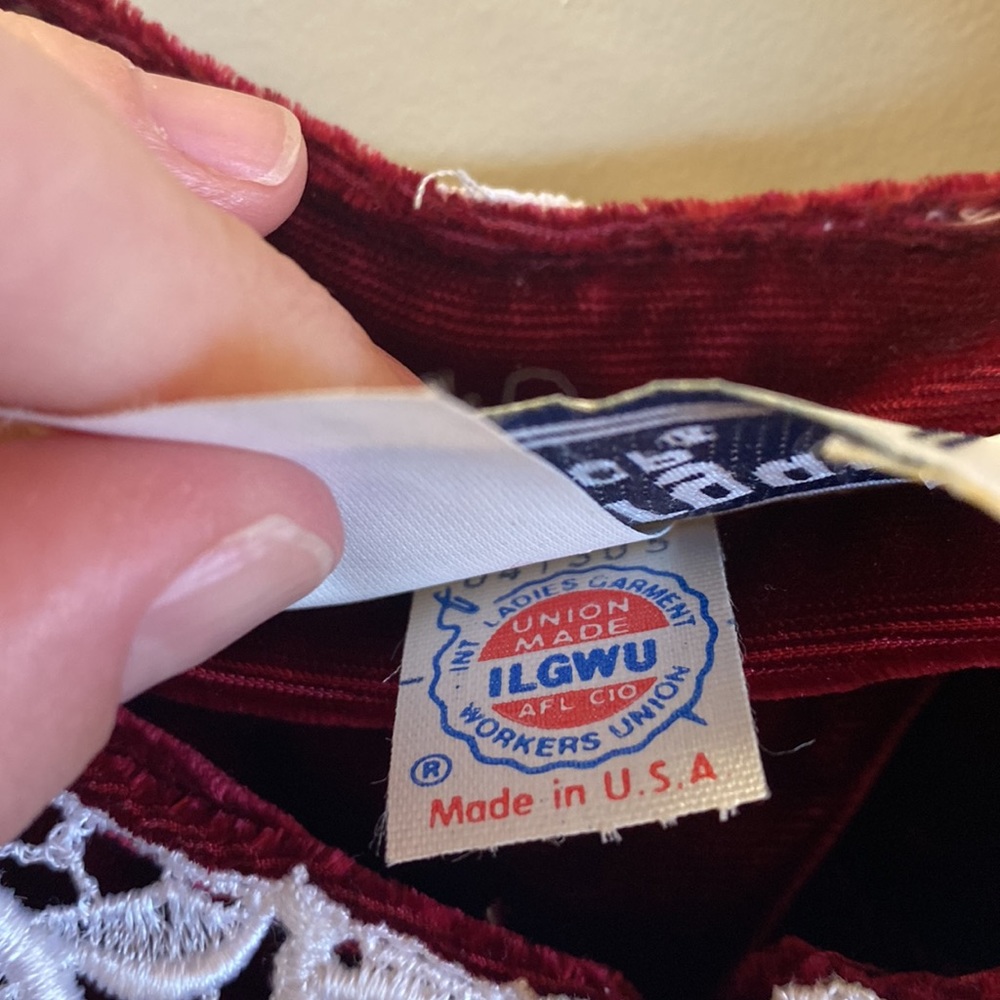 INT LADIES GARMENT
UNION
MADE
ILGWU
AFL CIO
WORKERS UNION
®
Made in U.S.A